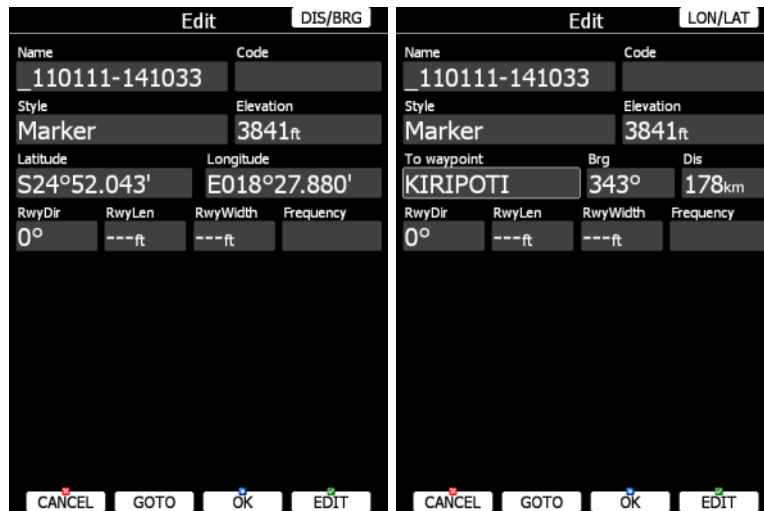 Edit DIS/BRG
Name Code
_110111-141033
Style Elevation
Marker 3841ft
Latitude Longitude
S24°52.043' E018°27.880'
RwyDir RwyLen RwyWidth Frequency
0° ---ft ---ft
CANCEL GOTO OK EDIT
Edit LON/LAT
Name Code
_110111-141033
Style Elevation
Marker 3841ft
To waypoint Brg Dis
KIRIPOTI 343° 178km
RwyDir RwyLen RwyWidth Frequency
0° ---ft ---ft
CANCEL GOTO OK EDIT